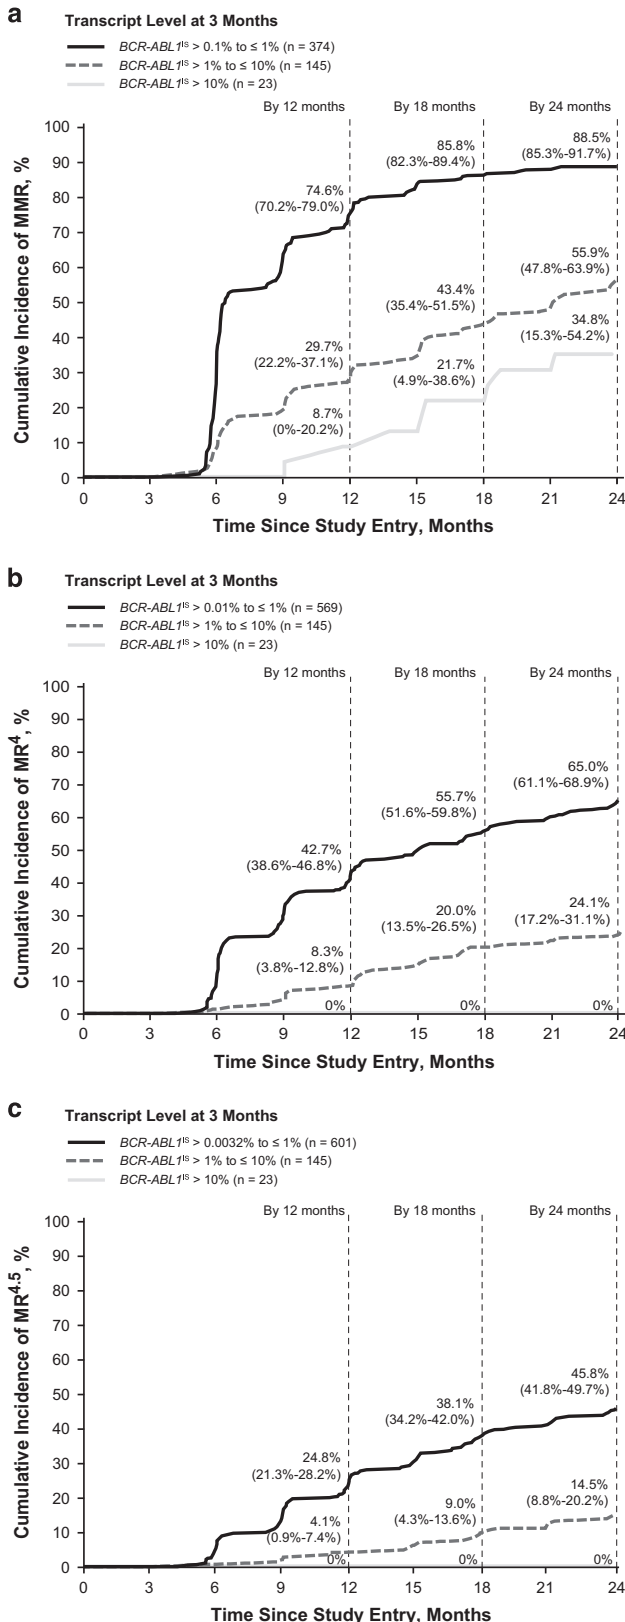 a
Transcript Level at 3 Months
BCR-ABL1IS > 0.1% to ≤ 1% (n = 374)
BCR-ABL1IS > 1% to ≤ 10% (n = 145)
BCR-ABL1IS > 10% (n = 23)
By 12 months By 18 months By 24 months
Cumulative Incidence of MMR, %
100
90
80
70
60
50
40
30
20
10
0
74.6%
(70.2%-79.0%)
85.8%
(82.3%-89.4%)
88.5%
(85.3%-91.7%)
29.7%
(22.2%-37.1%)
43.4%
(35.4%-51.5%)
55.9%
(47.8%-63.9%)
8.7%
(0%-20.2%)
21.7%
(4.9%-38.6%)
34.8%
(15.3%-54.2%)
0 3 6 9 12 15 18 21 24
Time Since Study Entry, Months
b
Transcript Level at 3 Months
BCR-ABL1IS > 0.01% to ≤ 1% (n = 569)
BCR-ABL1IS > 1% to ≤ 10% (n = 145)
BCR-ABL1IS > 10% (n = 23)
By 12 months By 18 months By 24 months
Cumulative Incidence of MR4, %
100
90
80
70
60
50
40
30
20
10
0
42.7%
(38.6%-46.8%)
55.7%
(51.6%-59.8%)
65.0%
(61.1%-68.9%)
8.3%
(3.8%-12.8%)
20.0%
(13.5%-26.5%)
24.1%
(17.2%-31.1%)
0% 0% 0%
0 3 6 9 12 15 18 21 24
Time Since Study Entry, Months
c
Transcript Level at 3 Months
BCR-ABL1IS > 0.0032% to ≤ 1% (n = 601)
BCR-ABL1IS > 1% to ≤ 10% (n = 145)
BCR-ABL1IS > 10% (n = 23)
By 12 months By 18 months By 24 months
Cumulative Incidence of MR4.5, %
100
90
80
70
60
50
40
30
20
10
0
24.8%
(21.3%-28.2%)
38.1%
(34.2%-42.0%)
45.8%
(41.8%-49.7%)
4.1%
(0.9%-7.4%)
9.0%
(4.3%-13.6%)
14.5%
(8.8%-20.2%)
0% 0% 0%
0 3 6 9 12 15 18 21 24
Time Since Study Entry, Months